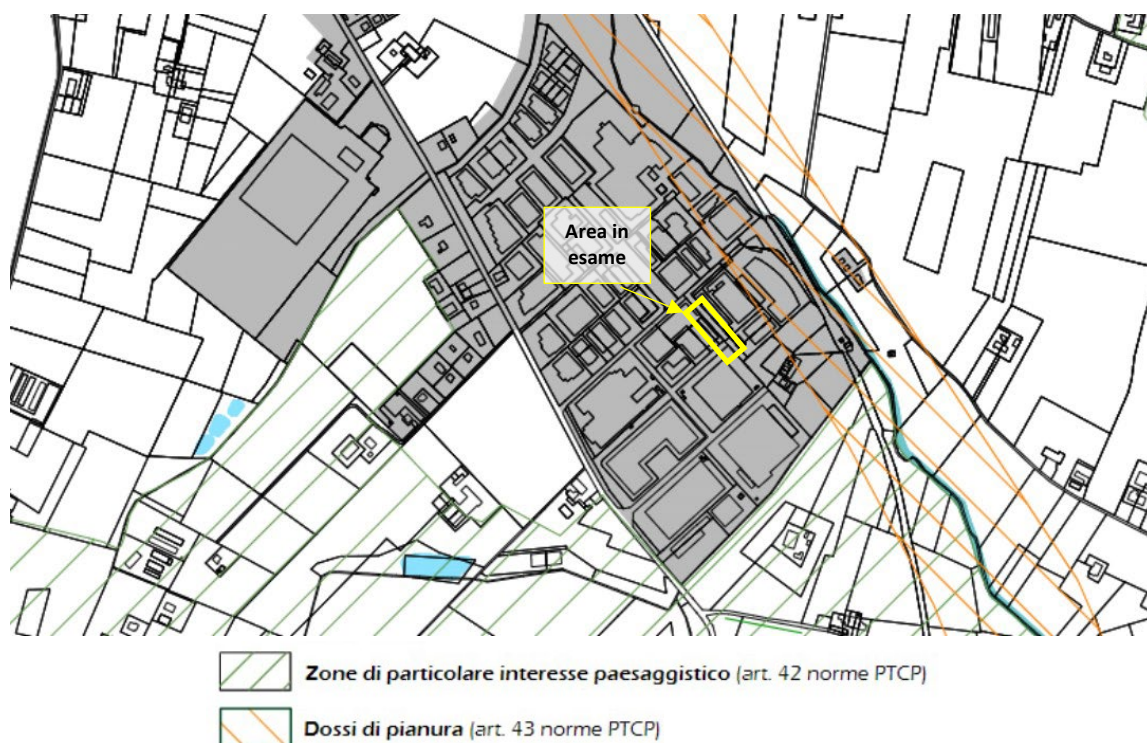 Area in
esame
Zone di particolare interesse paesaggistico (art. 42 norme PTCP)
Dossi di pianura (art. 43 norme PTCP)